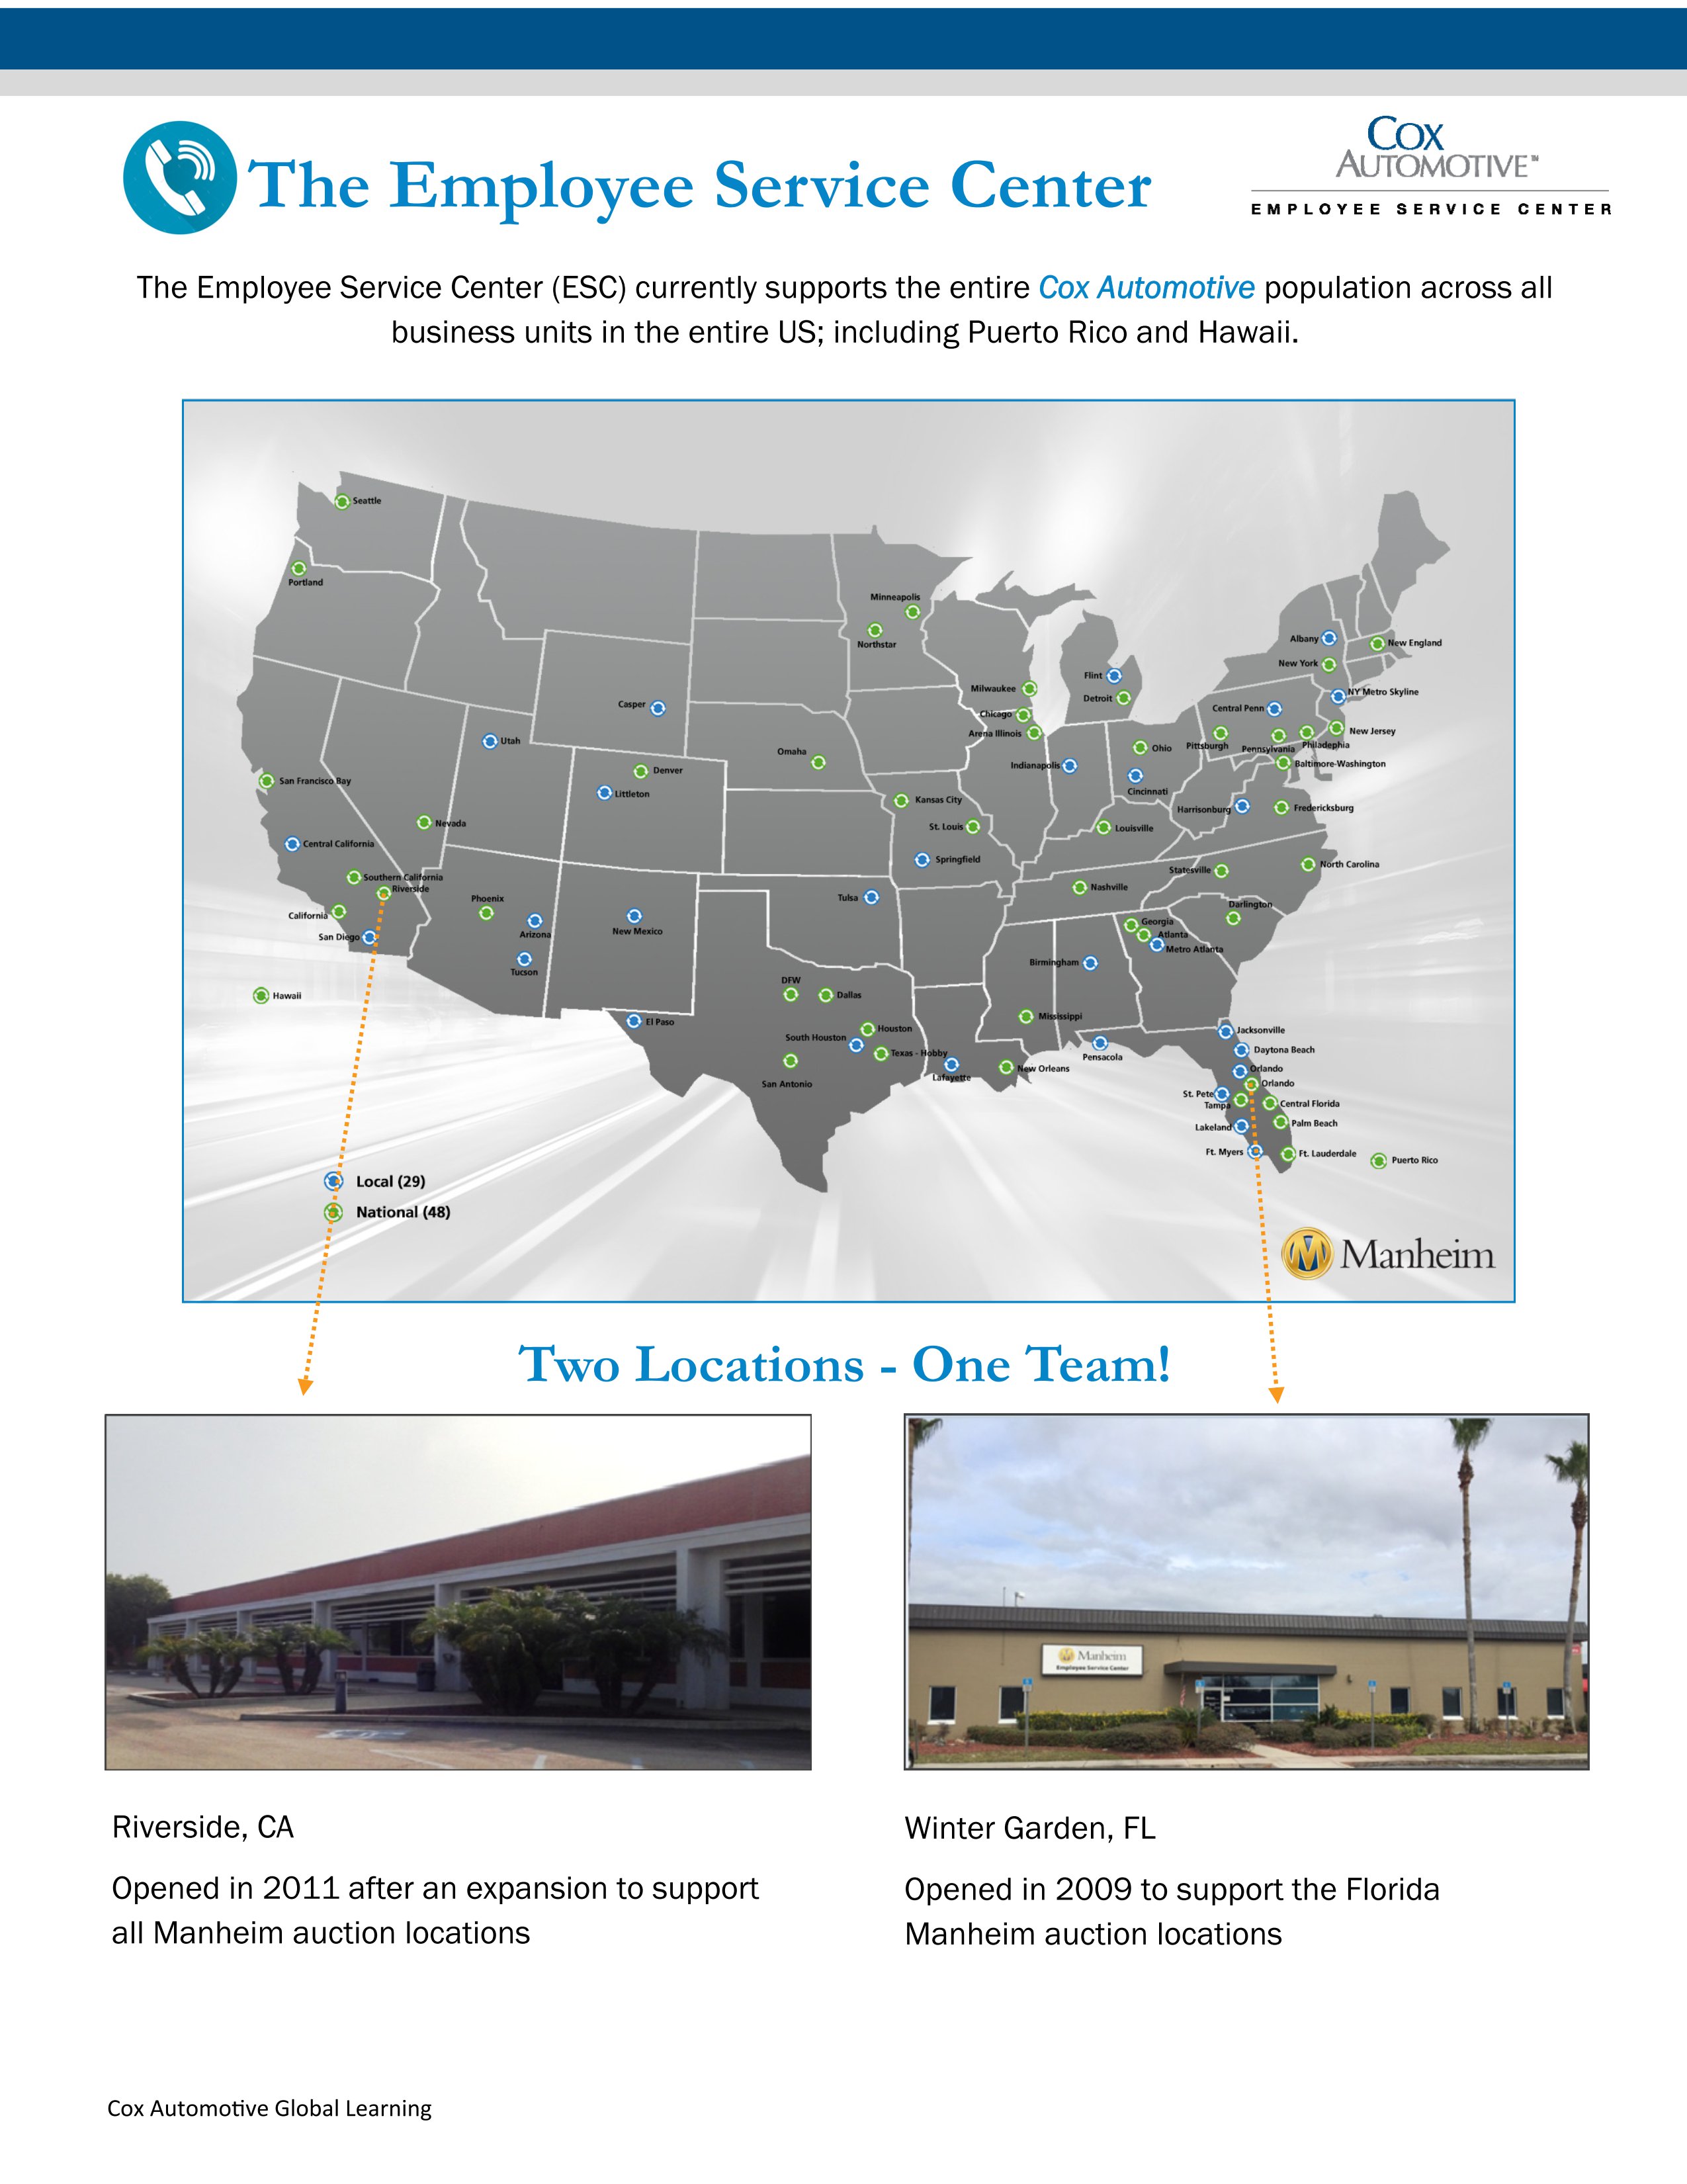 The Employee Service Center
COX
AUTOMOTIVE™
EMPLOYEE SERVICE CENTER
The Employee Service Center (ESC) currently supports the entire Cox Automotive population across all
business units in the entire US; including Puerto Rico and Hawaii.
Seattle
Portland
Minneapolis
Northstar
Albany
New England
New York
Milwaukee
Flint
Detroit
NY Metro Skyline
Casper
Central Penn
Chicago
Arena Illinois
New Jersey
Utah
Omaha
Ohio
Pittsburgh
Pennsylvania
Philadephia
Denver
Indianapolis
Baltimore-Washington
San Francisco Bay
Littleton
Kansas City
Cincinnati
Harrisonburg
Fredericksburg
Nevada
St. Louis
Louisville
Central California
Springfield
Statesville
North Carolina
Southern California
Riverside
Nashville
Tulsa
Phoenix
Darlington
California
Arizona
New Mexico
Georgia
Atlanta
Metro Atlanta
San Diego
Tucson
Birmingham
DFW
Dallas
Hawaii
El Paso
Mississippi
South Houston
Houston
Jacksonville
Texas - Hobby
Pensacola
Daytona Beach
Lafayette
New Orleans
Orlando
San Antonio
Orlando
St. Pete
Tampa
Central Florida
Lakeland
Palm Beach
Ft. Myers
Ft. Lauderdale
Puerto Rico
Local (29)
National (48)
Manheim
Two Locations - One Team!
Manheim
Employee Service Center
Riverside, CA
Winter Garden, FL
Opened in 2011 after an expansion to support
all Manheim auction locations
Opened in 2009 to support the Florida
Manheim auction locations
Cox Automotive Global Learning